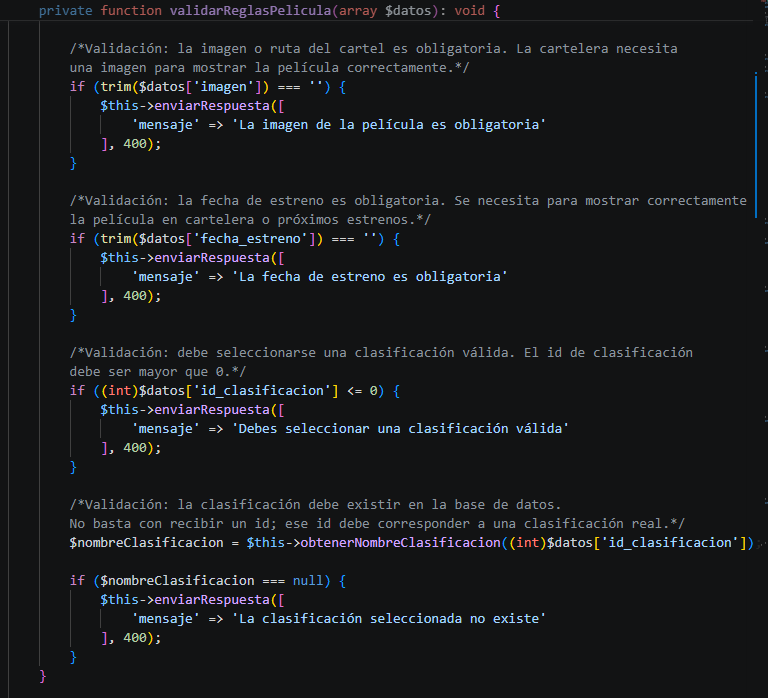 private function validarReglasPelicula(array $datos): void {
/*Validación: la imagen o ruta del cartel es obligatoria. La cartelera necesita
una imagen para mostrar la película correctamente.*/
if (trim($datos['imagen']) === '') {
$this->enviarRespuesta([
'mensaje' => 'La imagen de la película es obligatoria'
], 400);
}
/*Validación: la fecha de estreno es obligatoria. Se necesita para mostrar correctamente
la película en cartelera o próximos estrenos.*/
if (trim($datos['fecha_estreno']) === '') {
$this->enviarRespuesta([
'mensaje' => 'La fecha de estreno es obligatoria'
], 400);
}
/*Validación: debe seleccionarse una clasificación válida. El id de clasificación
debe ser mayor que 0.*/
if ((int)$datos['id_clasificacion'] <= 0) {
$this->enviarRespuesta([
'mensaje' => 'Debes seleccionar una clasificación válida'
], 400);
}
/*Validación: la clasificación debe existir en la base de datos.
No basta con recibir un id; ese id debe corresponder a una clasificación real.*/
$nombreClasificacion = $this->obtenerNombreClasificacion((int)$datos['id_clasificacion']);
if ($nombreClasificacion === null) {
$this->enviarRespuesta([
'mensaje' => 'La clasificación seleccionada no existe'
], 400);
}
}